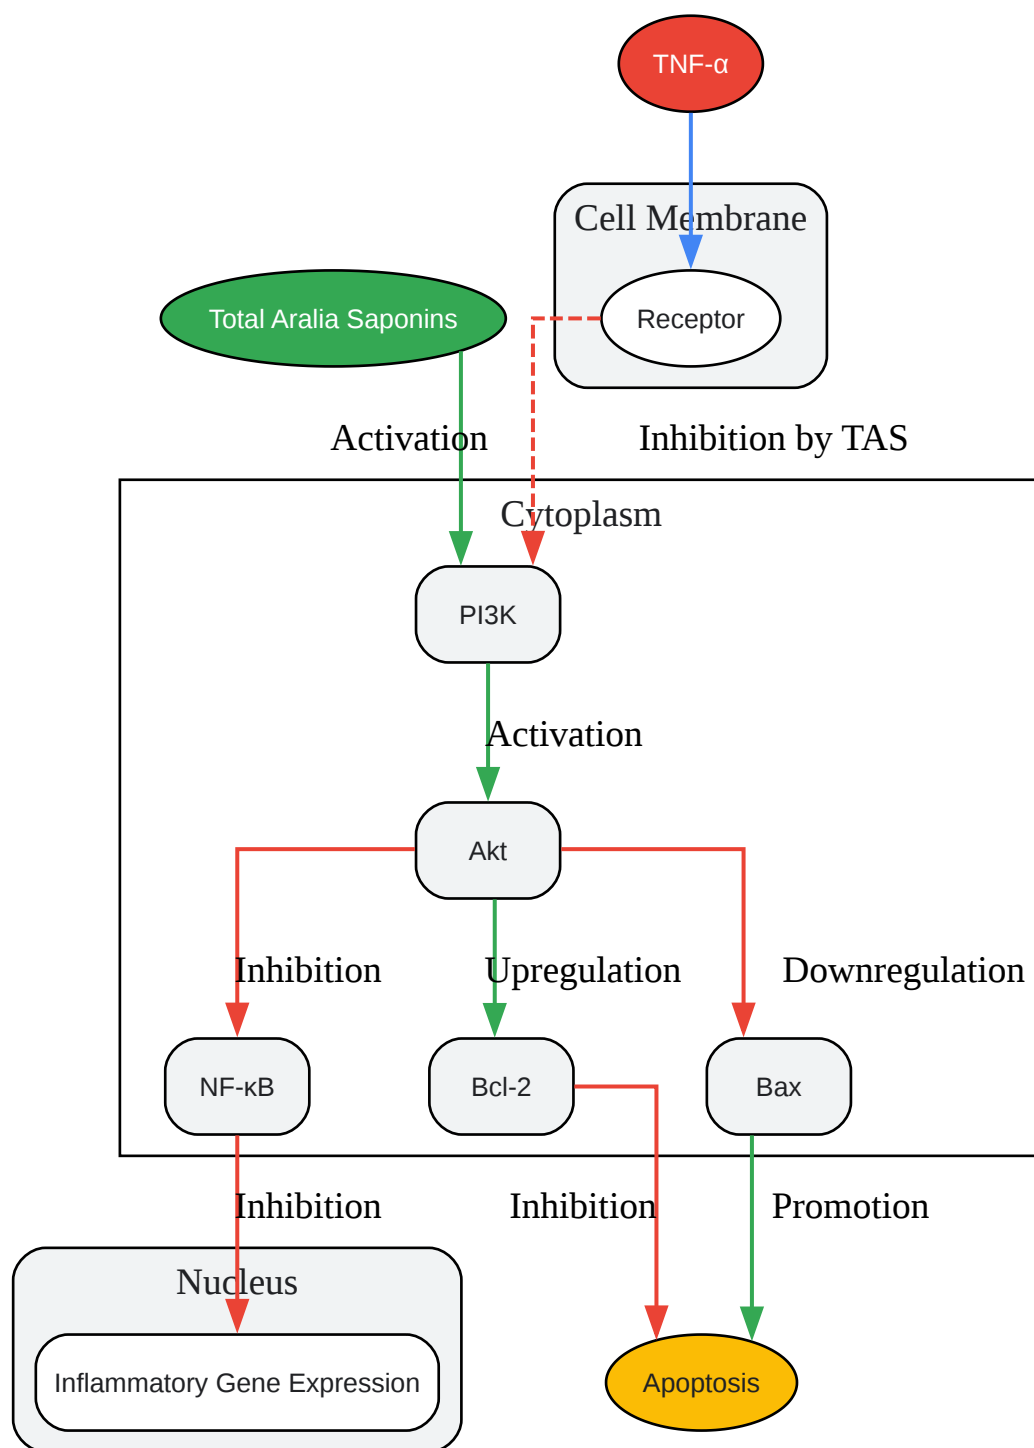 TNF-α
Cell Membrane
Total Aralia Saponins
Receptor
Activation
Inhibition by TAS
Cytoplasm
PI3K
Activation
Akt
Inhibition
Upregulation
Downregulation
NF-κB
Bcl-2
Bax
Inhibition
Inhibition
Promotion
Nucleus
Inflammatory Gene Expression
Apoptosis